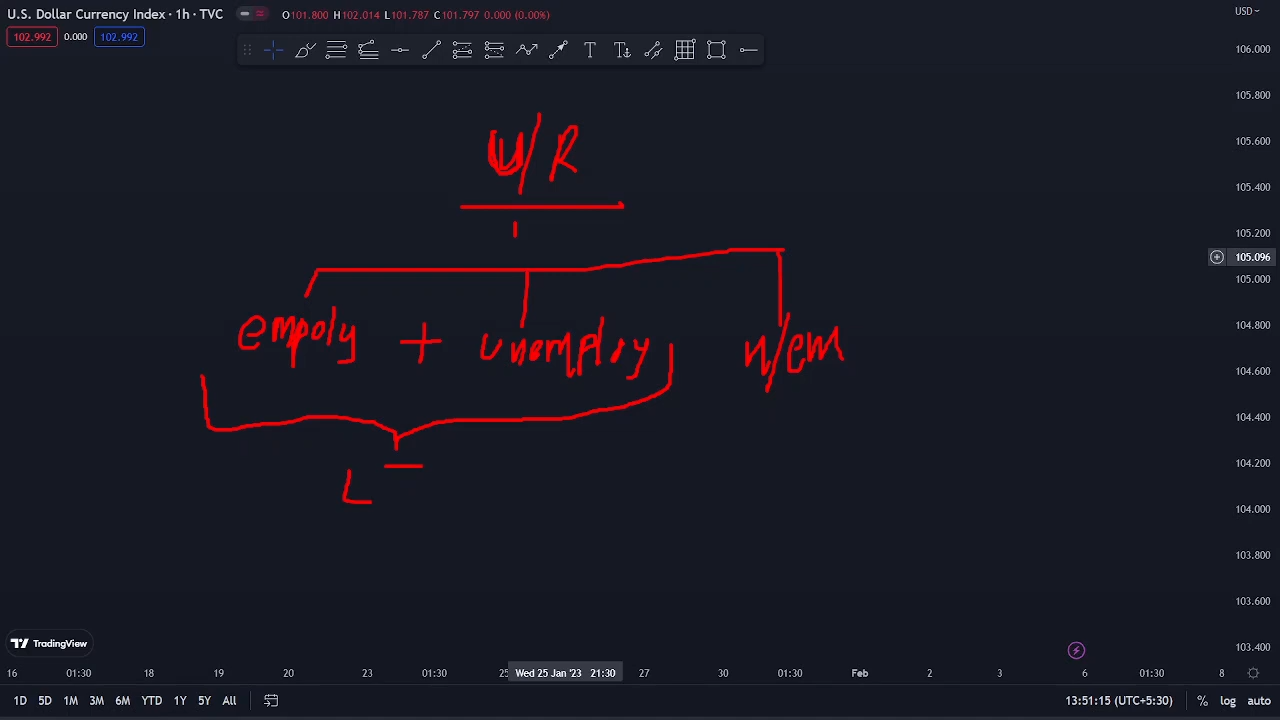 U.S. Dollar Currency Index · 1h · TVC O101.800 H102.014 L101.787 C101.797 0.000 (0.00%)
USD
102.992 0.000 102.992
106.000
105.800
105.600
U/R
105.400
105.200
105.096
105.000
104.800
empoly + unemploy n/em
104.600
104.400
104.200
L
104.000
103.800
103.600
TradingView
103.400
16 01:30 18 19 20 23 01:30 25 Wed 25 Jan '23 21:30 27 30 01:30 Feb 2 3 6 01:30 8
1D 5D 1M 3M 6M YTD 1Y 5Y All 13:51:15 (UTC+5:30) % log auto